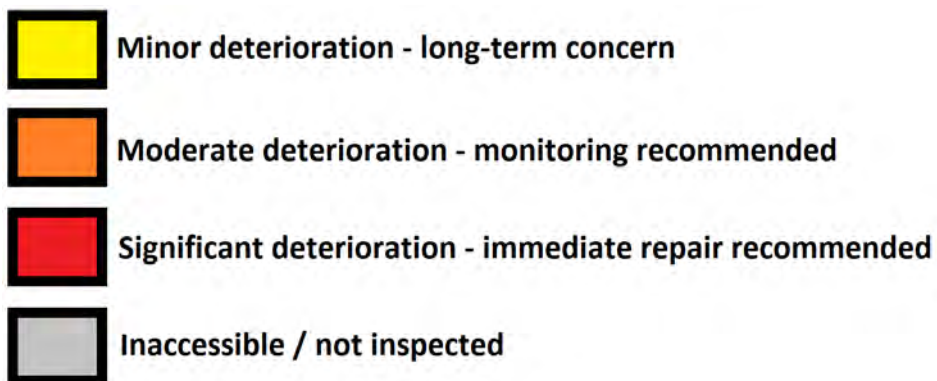 Minor deterioration - long-term concern
Moderate deterioration - monitoring recommended
Significant deterioration - immediate repair recommended
Inaccessible / not inspected